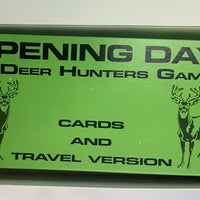 PENING DAY
DEER HUNTERS GAM
CARDS
AND
TRAVEL VERSION